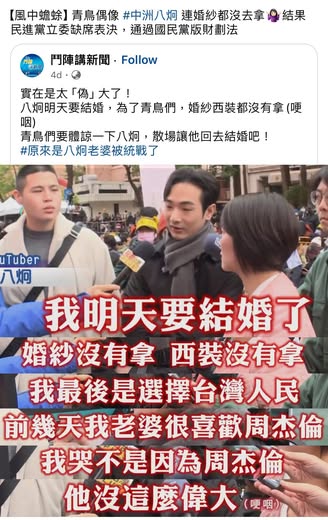 【風中蟾蜍】青鳥偶像 #中洲八炯 連婚紗都沒去拿🤷🏻‍♀️結果
民進黨立委缺席表決,通過國民黨版財劃法
鬥陣講新聞 · Follow
4d
實在是太「偽」大了!
八炯明天要結婚,為了青鳥們,婚紗西裝都沒有拿 (哽
咽)
青鳥們要體諒一下八炯,散場讓他回去結婚吧!
#原來是八炯老婆被統戰了
uTuber
八炯
我明天要結婚了
婚紗沒有拿 西裝沒有拿
我最後是選擇台灣人民
前幾天我老婆很喜歡周杰倫
我哭不是因為周杰倫
他沒這麼偉大(哽咽)